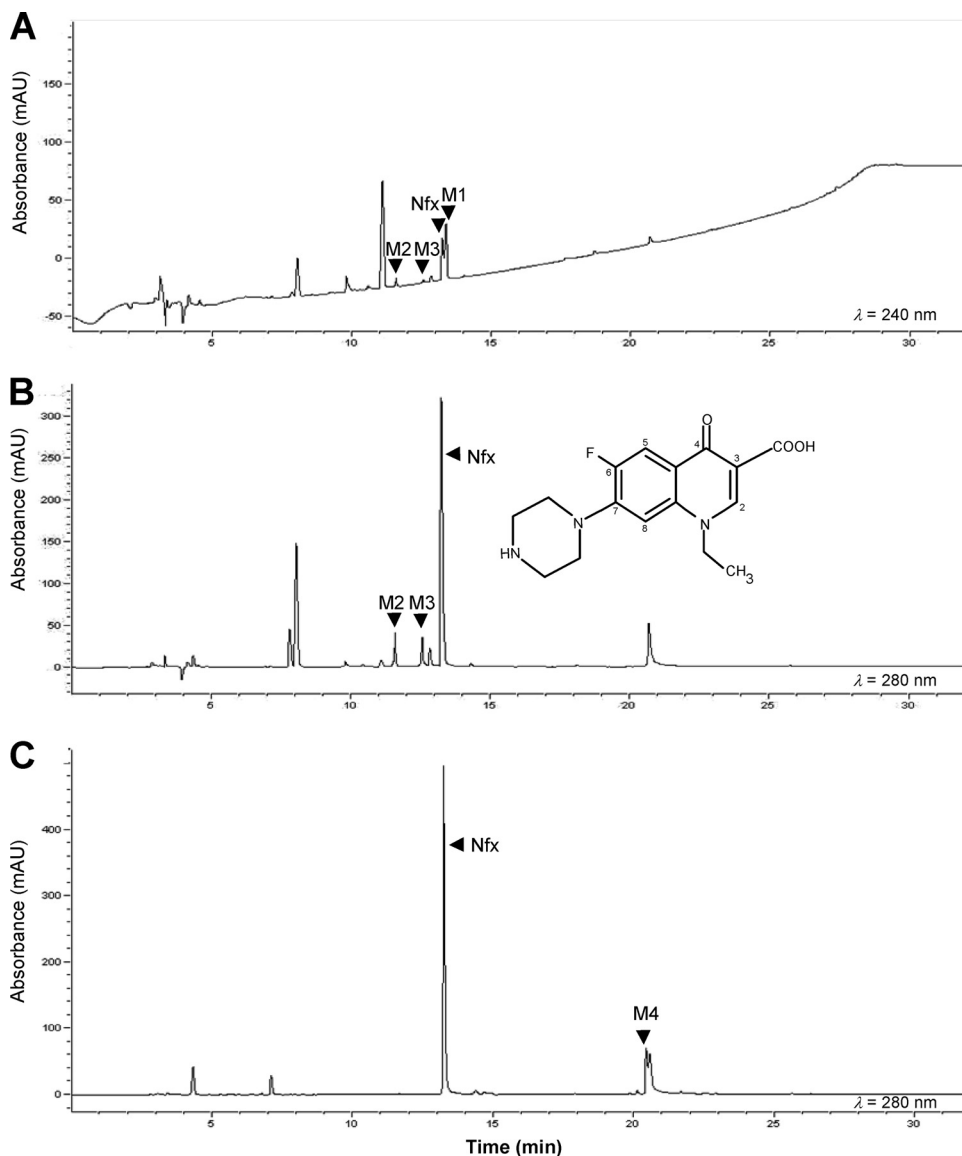 A
Absorbance (mAU)
150
100
50
0
-50
M2
M3
Nfx
M1
λ = 240 nm
5
10
15
20
25
30
B
Absorbance (mAU)
300
250
200
150
100
50
0
M2
M3
Nfx
O
F
COOH
5
4
3
6
2
7
8
N
N
HN
CH3
λ = 280 nm
5
10
15
20
25
30
C
Absorbance (mAU)
400
300
200
100
0
Nfx
M4
λ = 280 nm
5
10
15
20
25
30
Time (min)